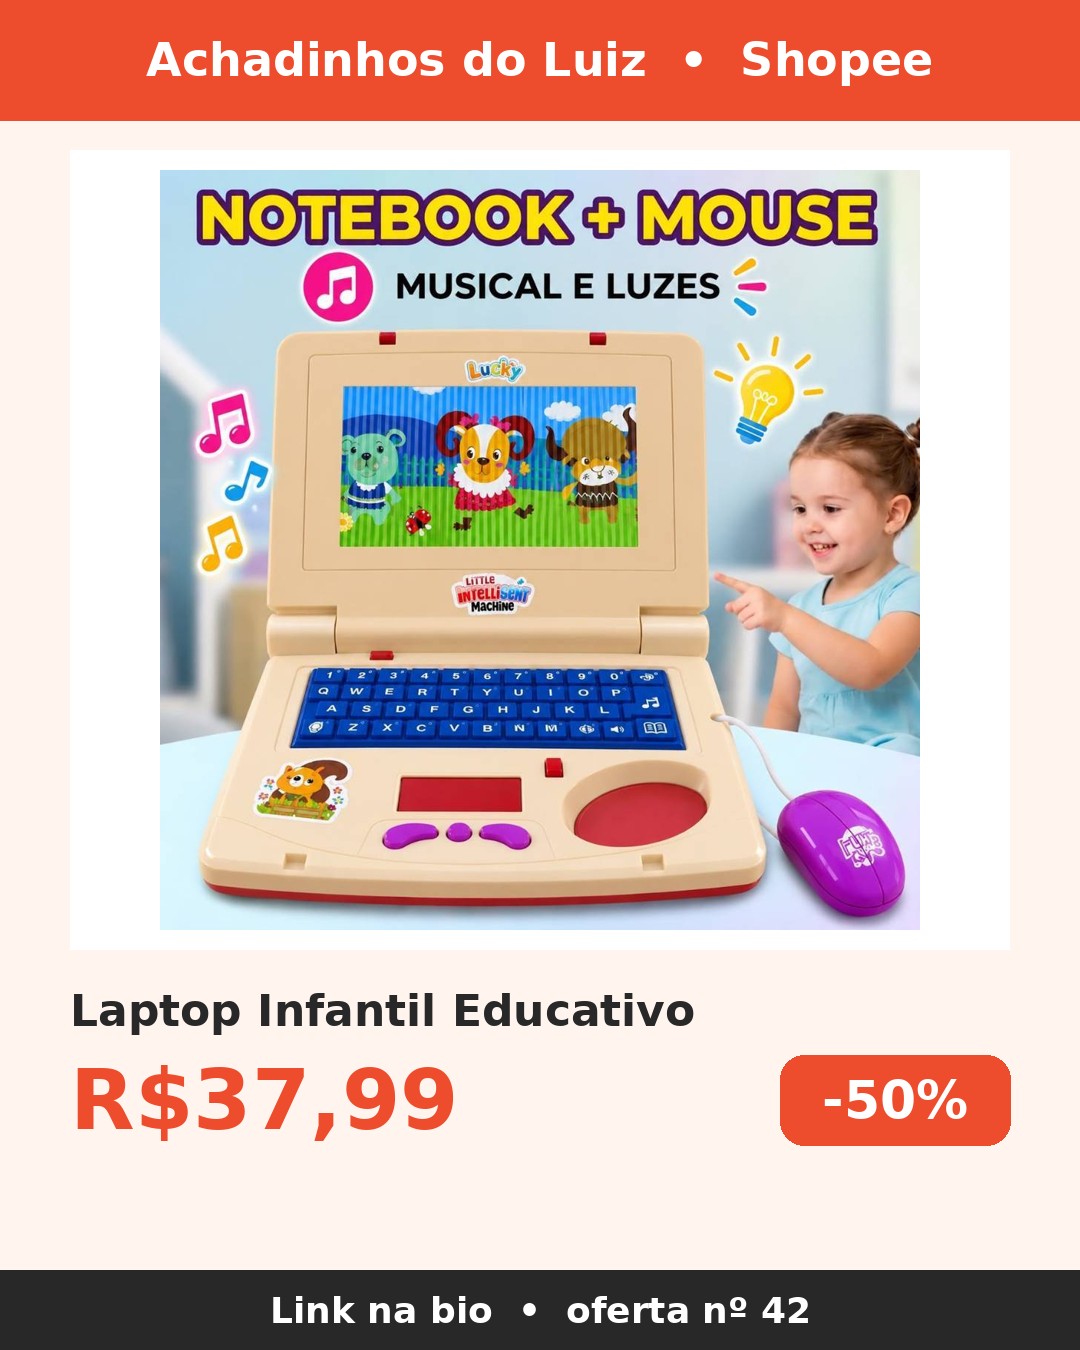 Achadinhos do Luiz • Shopee
NOTEBOOK + MOUSE
MUSICAL E LUZES
Lucky
LITTLE
INTELLIGENT
MACHINE
1 2 3 4 5 6 7 8 9 0
Q W E R T Y U I O P
A S D F G H J K L
Z X C V B N M
Laptop Infantil Educativo
R$37,99
-50%
Link na bio • oferta nº 42